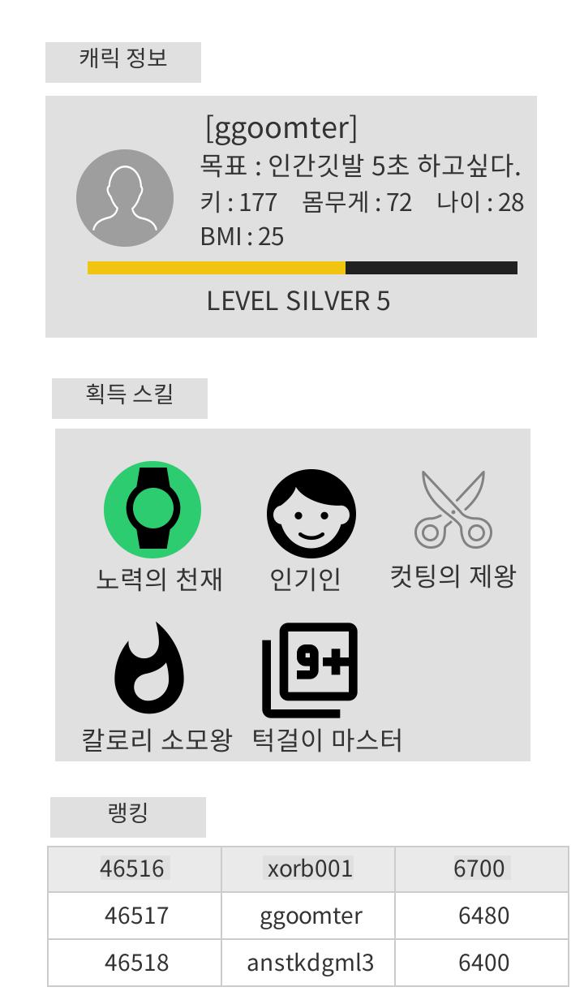 캐릭 정보
[ggoomter]
목표 : 인간깃발 5초 하고싶다.
키 : 177 몸무게 : 72 나이 : 28
BMI : 25
LEVEL SILVER 5
획득 스킬
노력의 천재 인기인 컷팅의 제왕
9+
칼로리 소모왕 턱걸이 마스터
랭킹
46516 xorb001 6700
46517 ggoomter 6480
46518 anstkdgml3 6400